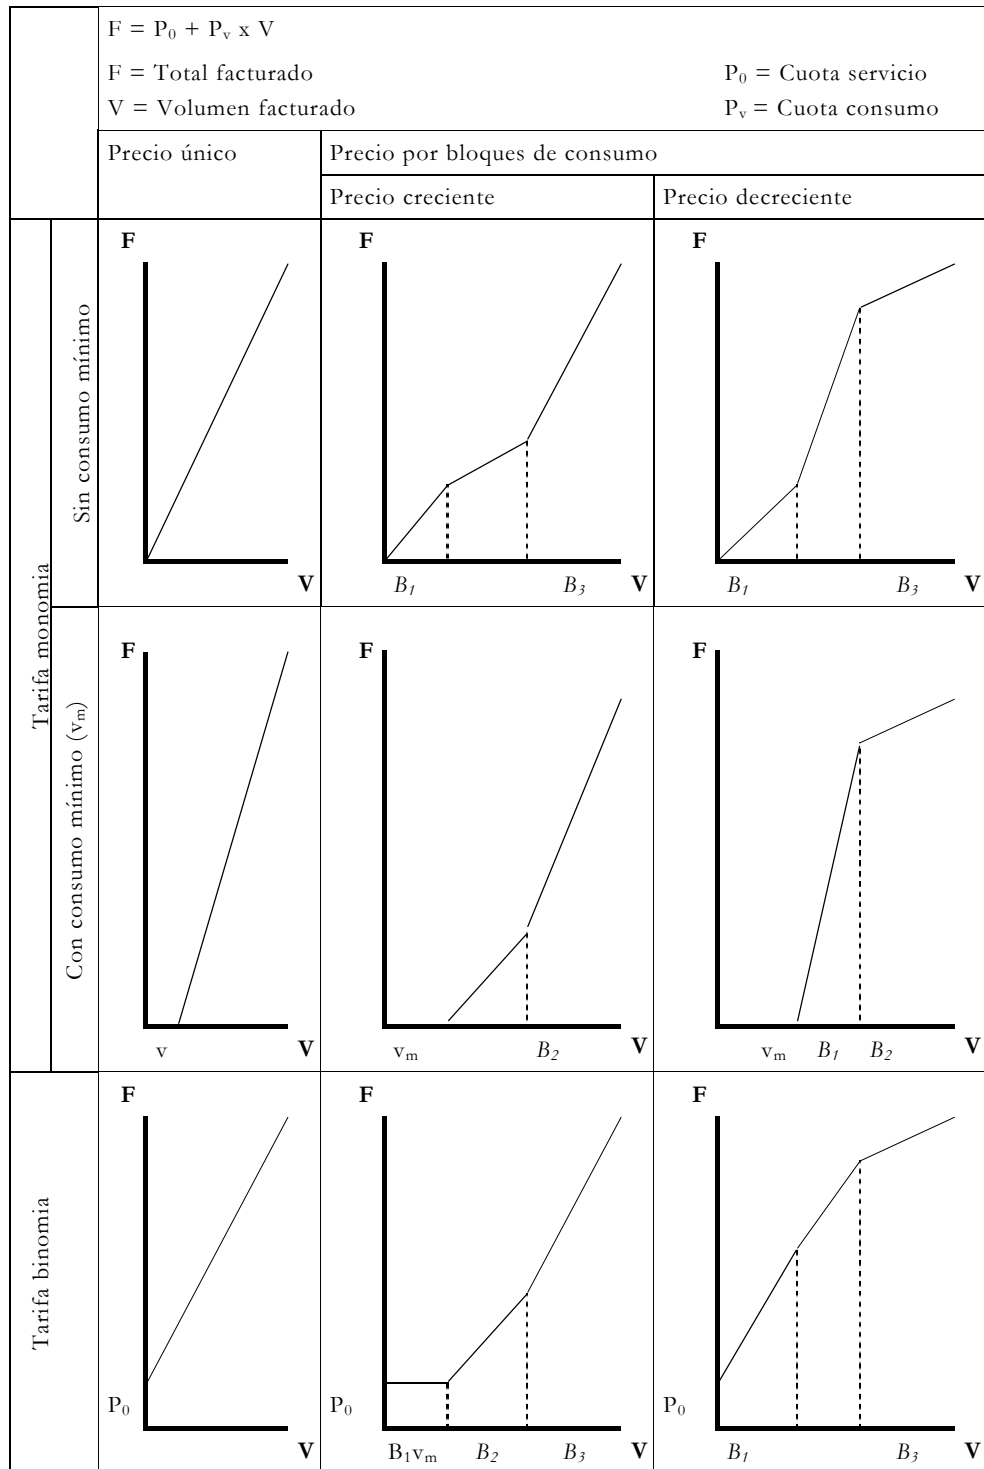 F = P₀ + Pᵥ x V
F = Total facturado
P₀ = Cuota servicio
V = Volumen facturado
Pᵥ = Cuota consumo
Precio único
Precio por bloques de consumo
Precio creciente
Precio decreciente
Tarifa monomia
Sin consumo mínimo
F
V
F
B₁
B₃
V
F
B₁
B₃
V
Con consumo mínimo (vₘ)
F
v
V
F
vₘ
B₂
V
F
vₘ
B₁
B₂
V
Tarifa binomia
F
P₀
V
F
P₀
B₁vₘ
B₂
B₃
V
F
P₀
B₁
B₃
V